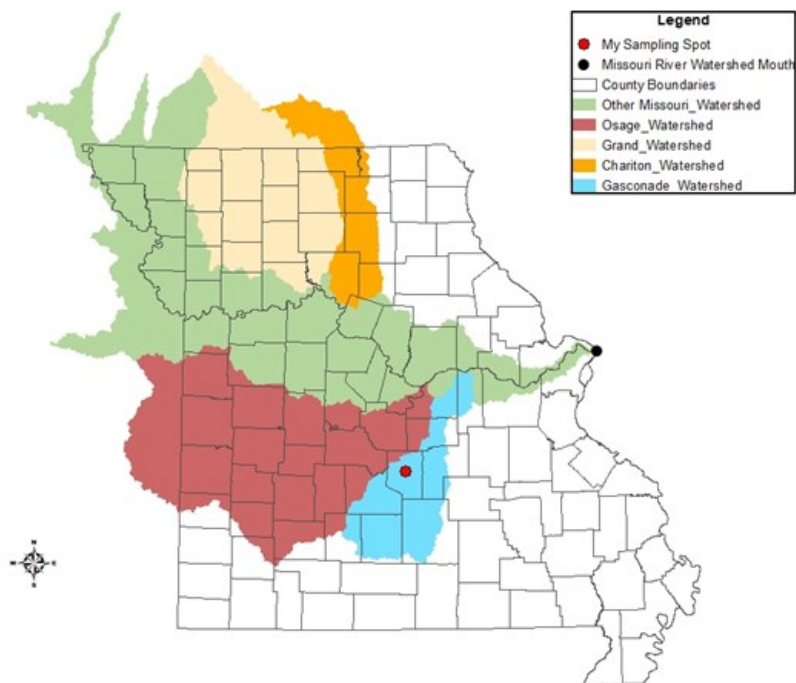 Legend
My Sampling Spot
Missouri River Watershed Mouth
County Boundaries
Other Missouri_Watershed
Osage_Watershed
Grand_Watershed
Chariton_Watershed
Gasconade_Watershed
N
W E
S